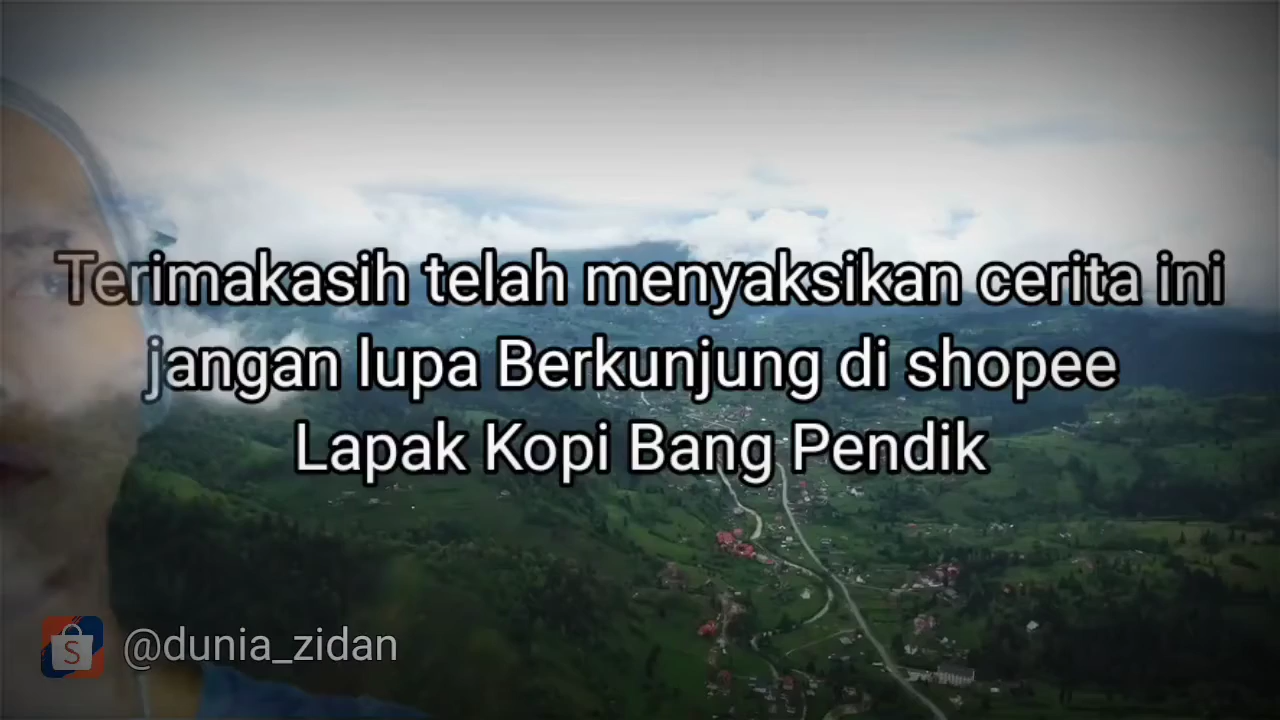 Terimakasih telah menyaksikan cerita ini
jangan lupa Berkunjung di shopee
Lapak Kopi Bang Pendik
S @dunia_zidan